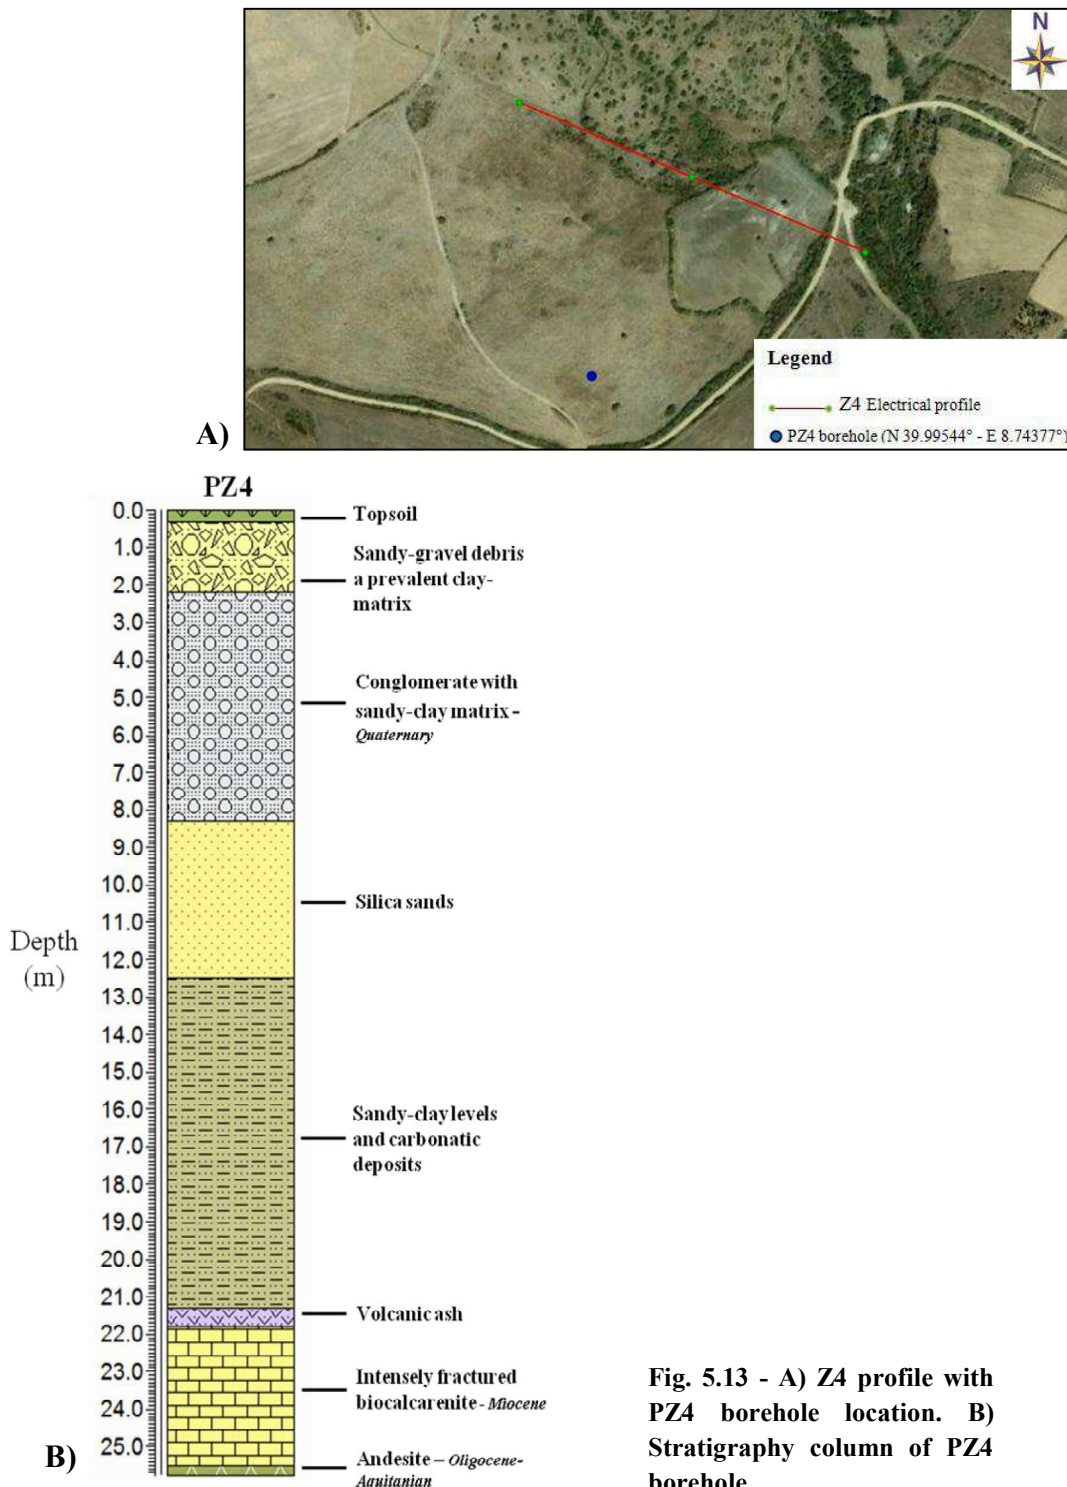 N
Legend
Z4 Electrical profile
PZ4 borehole (N 39.99544° - E 8.74377°)
A)
PZ4
0.0
1.0
2.0
3.0
4.0
5.0
6.0
7.0
8.0
9.0
10.0
11.0
12.0
13.0
14.0
15.0
16.0
17.0
18.0
19.0
20.0
21.0
22.0
23.0
24.0
25.0
Depth
(m)
Topsoil
Sandy-gravel debris
a prevalent clay-
matrix
Conglomerate with
sandy-clay matrix –
Quaternary
Silica sands
Sandy-clay levels
and carbonatic
deposits
Volcanic ash
Intensely fractured
biocalcarenite - Miocene
Andesite – Oligocene-
Aquitanian
B)
Fig. 5.13 - A) Z4 profile with
PZ4 borehole location. B)
Stratigraphy column of PZ4
borehole